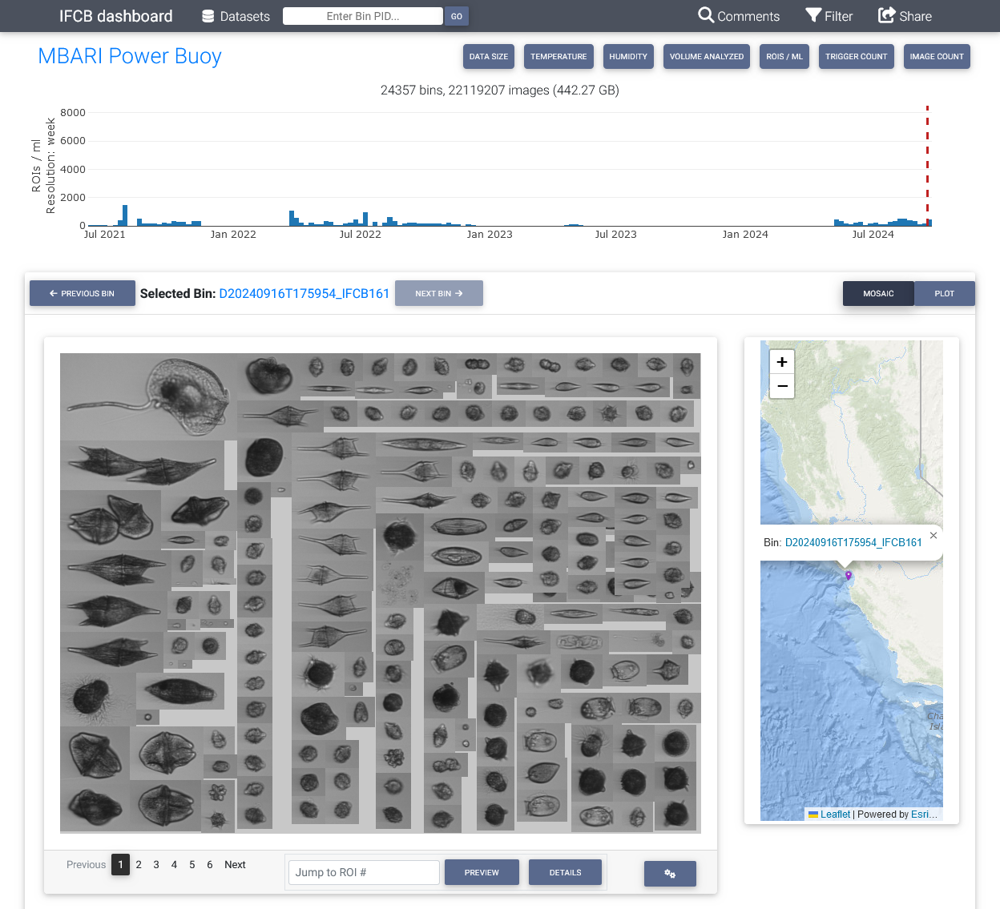 IFCB dashboard Datasets Enter Bin PID... GO Comments Filter Share
MBARI Power Buoy
DATA SIZE TEMPERATURE HUMIDITY VOLUME ANALYZED ROIS / ML TRIGGER COUNT IMAGE COUNT
24357 bins, 22119207 images (442.27 GB)
ROIs / ml
Resolution: week
8000
6000
4000
2000
0
Jul 2021 Jan 2022 Jul 2022 Jan 2023 Jul 2023 Jan 2024 Jul 2024
← PREVIOUS BIN Selected Bin: D20240916T175954_IFCB161 NEXT BIN → MOSAIC PLOT
+
−
Bin: D20240916T175954_IFCB161 ×
Cha
Isla
Leaflet | Powered by Esri...
Previous 1 2 3 4 5 6 Next Jump to ROI # PREVIEW DETAILS